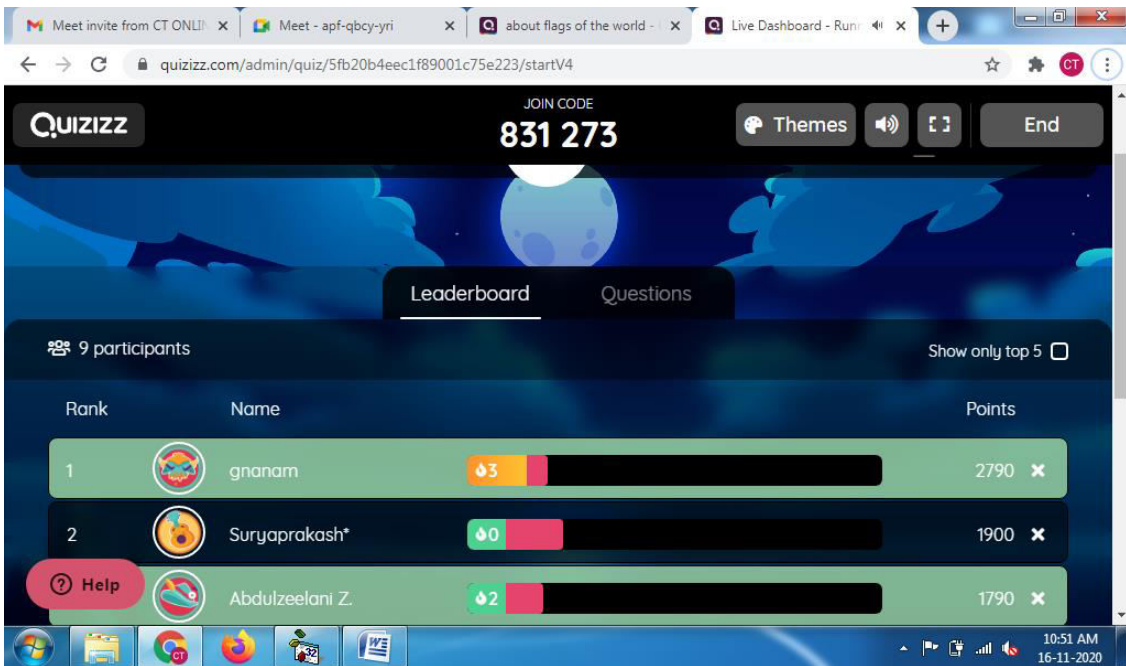 Meet invite from CT ONLIN
Meet - apf-qbcy-yri
about flags of the world -
Live Dashboard - Runn
quizizz.com/admin/quiz/5fb20b4eec1f89001c75e223/startV4
CT
QUIZIZZ
JOIN CODE
831 273
Themes
End
Leaderboard
Questions
9 participants
Show only top 5
Rank Name Points
1 gnanam 3 2790
2 Suryaprakash* 0 1900
Help
Abdulzeelani Z. 2 1790
10:51 AM
16-11-2020